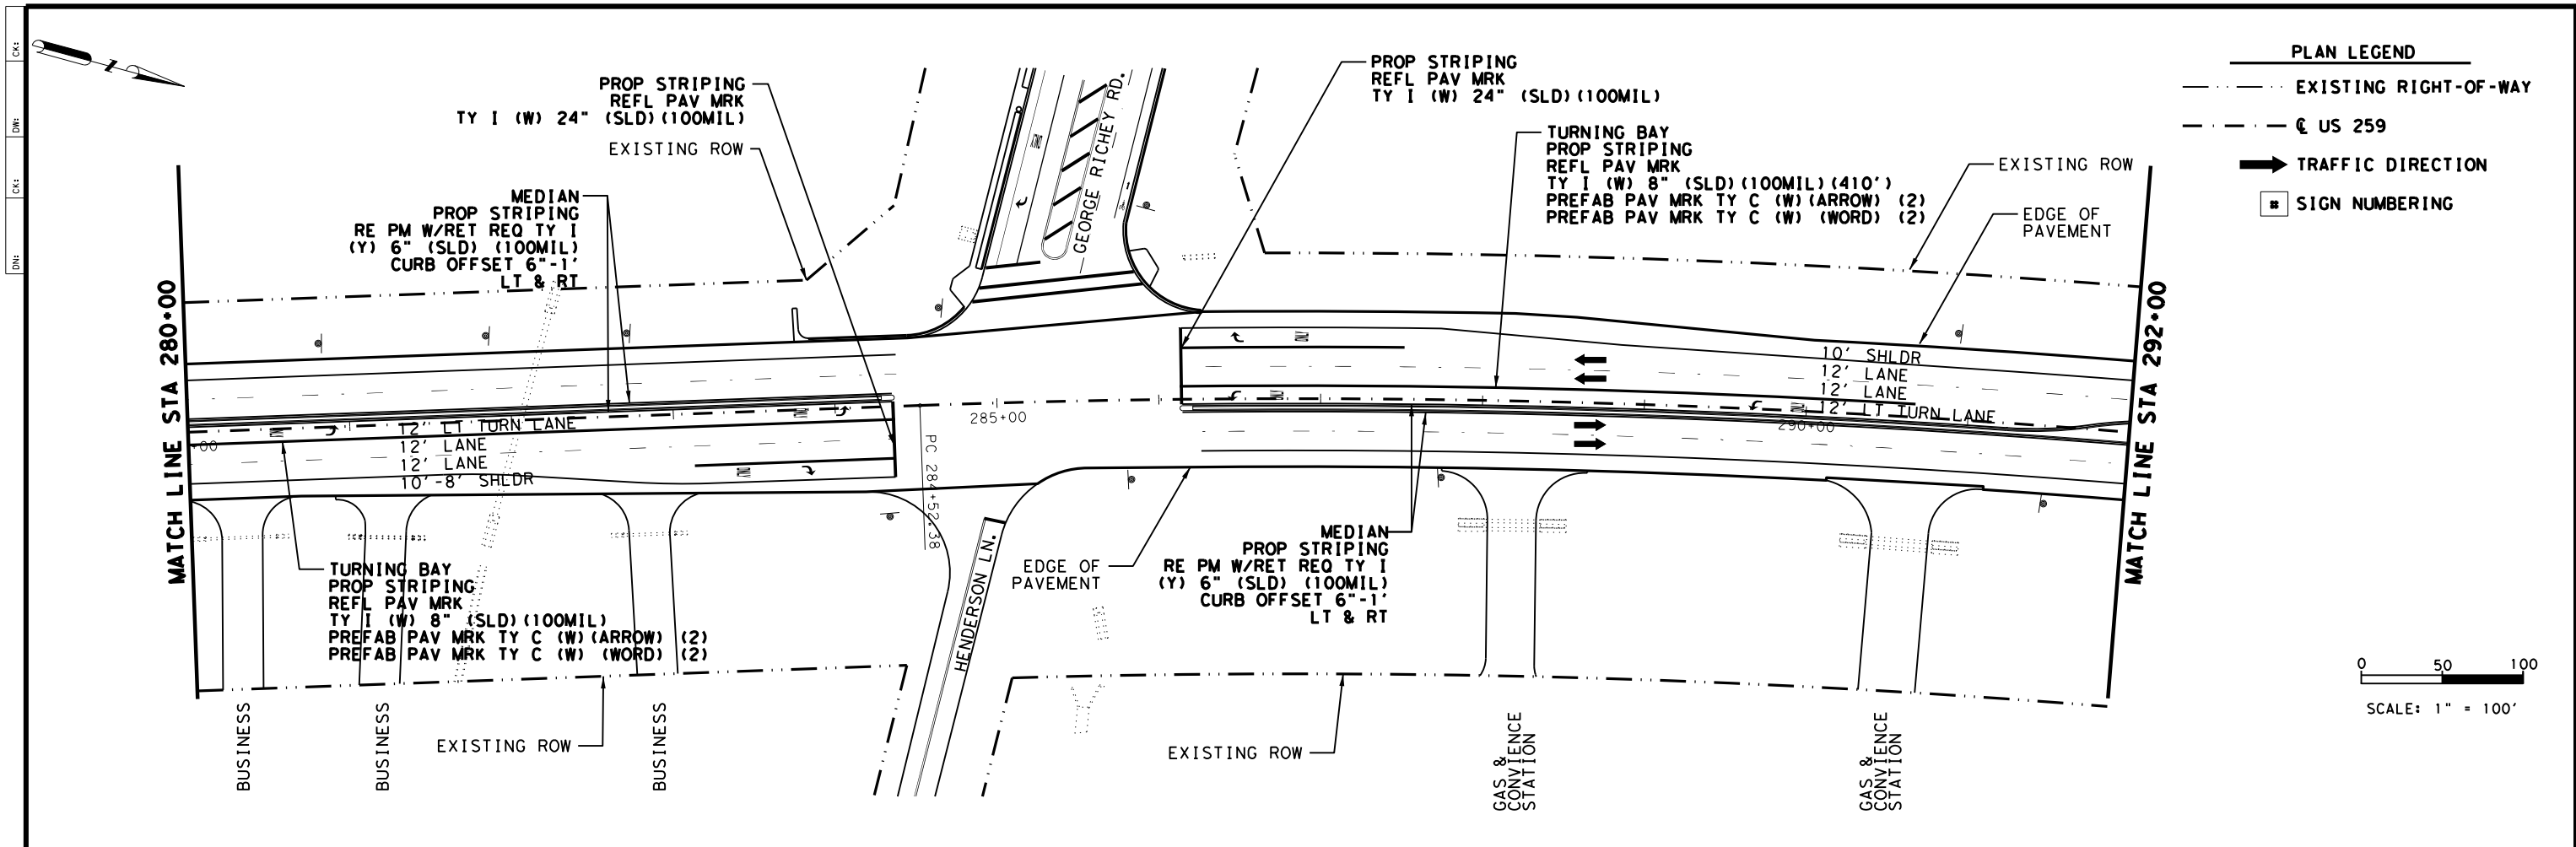 CK:
DW:
CK:
DN:
Z
PROP STRIPING
REFL PAV MRK
TY I (W) 24" (SLD)(100MIL)
EXISTING ROW
MEDIAN
PROP STRIPING
RE PM W/RET REQ TY I
(Y) 6" (SLD) (100MIL)
CURB OFFSET 6"-1'
LT & RT
GEORGE RICHEY RD.
PROP STRIPING
REFL PAV MRK
TY I (W) 24" (SLD)(100MIL)
TURNING BAY
PROP STRIPING
REFL PAV MRK
TY I (W) 8" (SLD)(100MIL)(410')
PREFAB PAV MRK TY C (W)(ARROW) (2)
PREFAB PAV MRK TY C (W) (WORD) (2)
EXISTING ROW
EDGE OF
PAVEMENT
PLAN LEGEND
EXISTING RIGHT-OF-WAY
℄ US 259
TRAFFIC DIRECTION
# SIGN NUMBERING
MATCH LINE STA 280+00
12' LT TURN LANE
12' LANE
12' LANE
10'-8' SHLDR
+00
PC 284+52.38
285+00
10' SHLDR
12' LANE
12' LANE
12' LT TURN LANE
290+00
MATCH LINE STA 292+00
TURNING BAY
PROP STRIPING
REFL PAV MRK
TY I (W) 8" (SLD)(100MIL)
PREFAB PAV MRK TY C (W)(ARROW) (2)
PREFAB PAV MRK TY C (W) (WORD) (2)
HENDERSON LN.
EDGE OF
PAVEMENT
MEDIAN
PROP STRIPING
RE PM W/RET REQ TY I
(Y) 6" (SLD) (100MIL)
CURB OFFSET 6"-1'
LT & RT
BUSINESS
BUSINESS
EXISTING ROW
BUSINESS
EXISTING ROW
GAS &
CONVIENCE
STATION
GAS &
CONVIENCE
STATION
0 50 100
SCALE: 1" = 100'